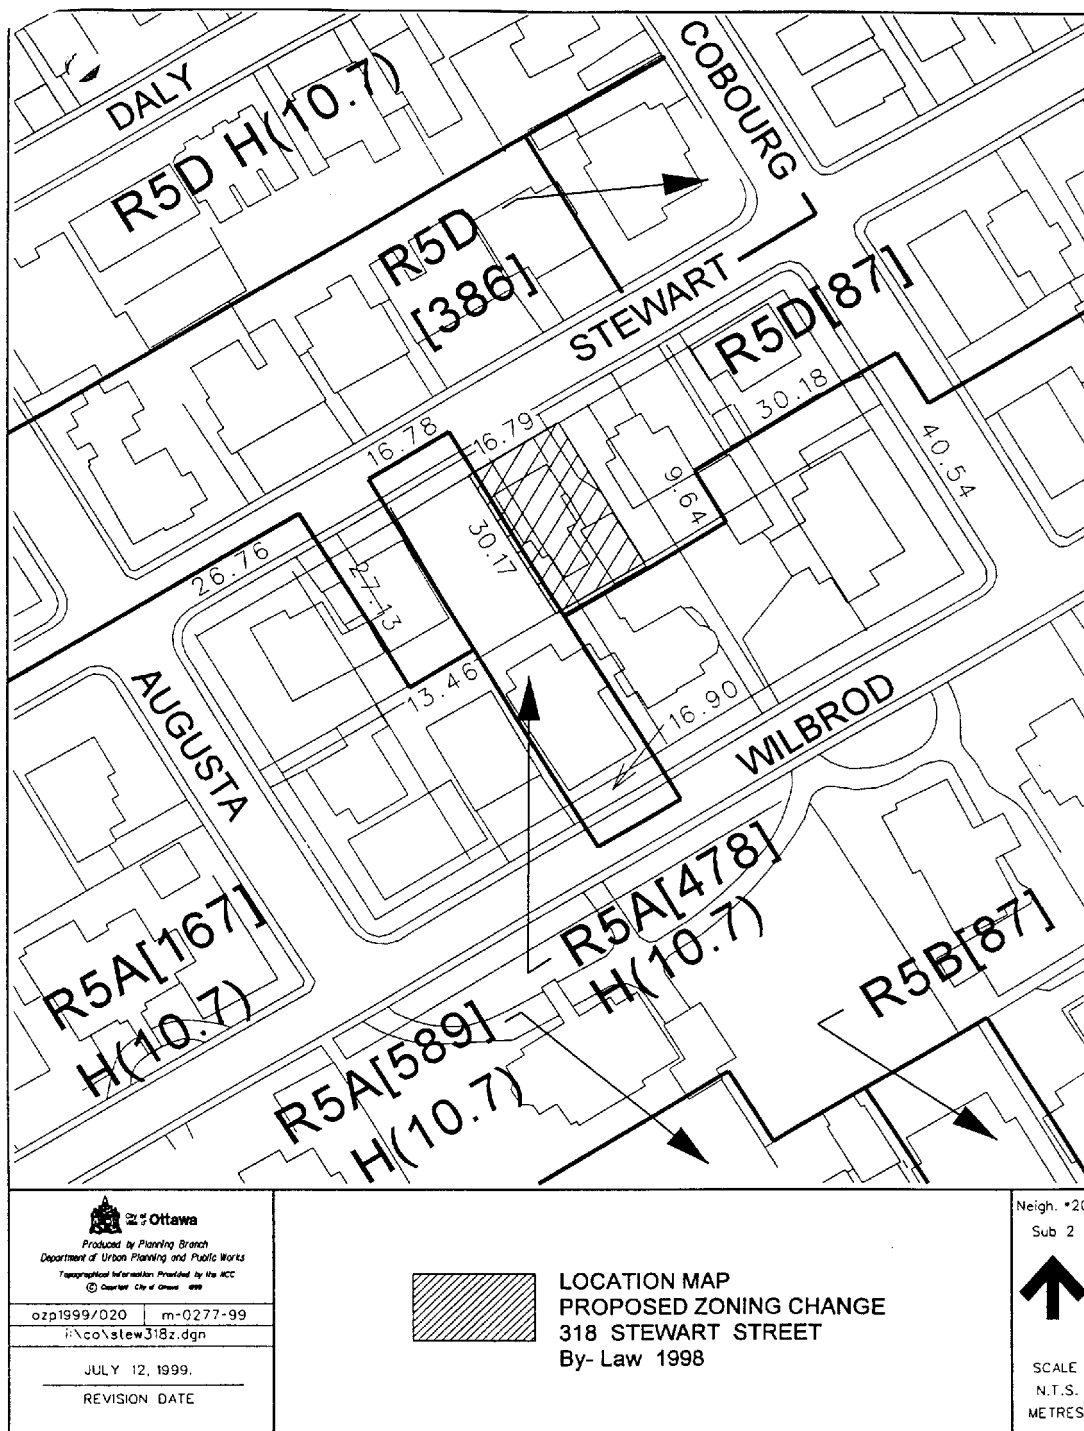 DALY
COBOURG
R5D H(10.7)
R5D
[386]
STEWART
R5D[87]
30.18
16.78
16.79
40.54
9.64
30.17
26.76
27.13
13.46
16.90
AUGUSTA
WILBROD
R5A[478]
H(10.7)
R5A[167]
H(10.7)
R5B[87]
R5A[589]
H(10.7)
City of
Ville d'
Ottawa
Produced by Planning Branch
Department of Urban Planning and Public Works
Topographical Information Provided by the NCC
© Copyright City of Ottawa 1999
ozp1999/020
m-0277-99
i:\co\stew318z.dgn
JULY 12, 1999.
REVISION DATE
LOCATION MAP
PROPOSED ZONING CHANGE
318 STEWART STREET
By- Law 1998
Neigh. *20
Sub 2
SCALE
N.T.S.
METRES